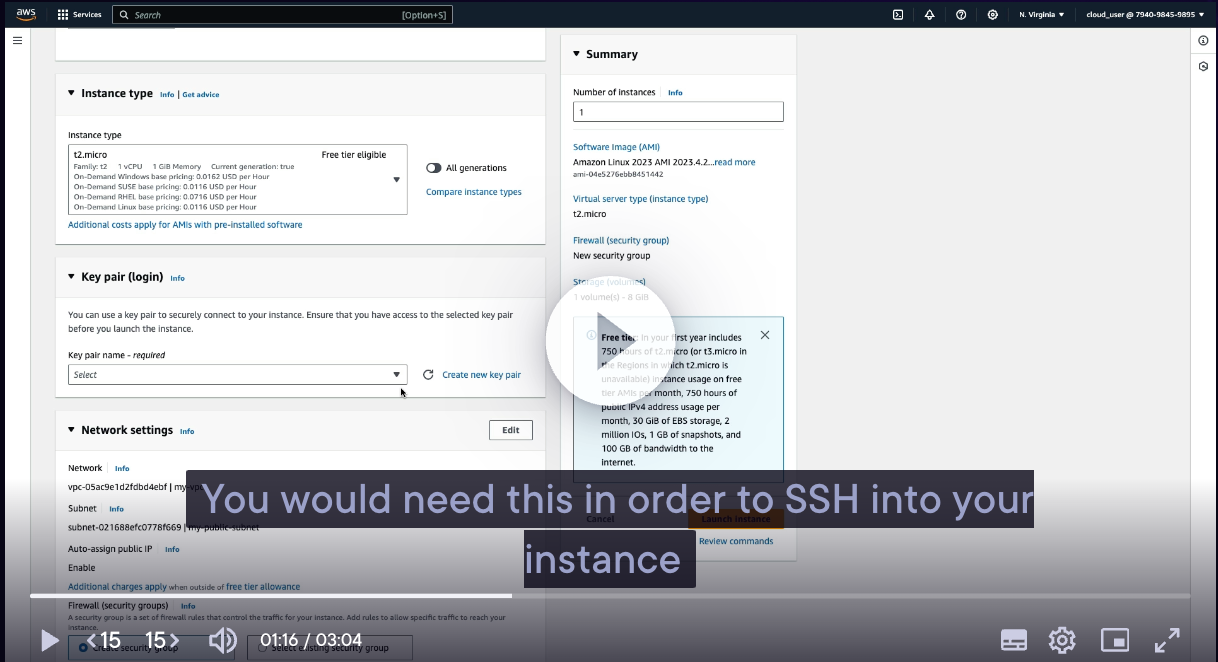 aws
Services
Search
[Option+S]
N. Virginia
cloud_user @ 7940-9845-9895
Instance type
Info | Get advice
Instance type
t2.micro
Free tier eligible
Family: t2 1 vCPU 1 GiB Memory Current generation: true
On-Demand Windows base pricing: 0.0162 USD per Hour
On-Demand SUSE base pricing: 0.0116 USD per Hour
On-Demand RHEL base pricing: 0.0716 USD per Hour
On-Demand Linux base pricing: 0.0116 USD per Hour
All generations
Compare instance types
Additional costs apply for AMIs with pre-installed software
Key pair (login)
Info
You can use a key pair to securely connect to your instance. Ensure that you have access to the selected key pair
before you launch the instance.
Key pair name - required
Select
Create new key pair
Network settings
Info
Edit
Network
Info
vpc-05ac9e1d2fdbd4ebf | my-vpc
Subnet
Info
subnet-021688efc0778f669 | my-public-subnet
Auto-assign public IP
Info
Enable
Additional charges apply when outside of free tier allowance
Firewall (security groups)
Info
A security group is a set of firewall rules that control the traffic for your instance. Add rules to allow specific traffic to reach your
instance.
Create security group
Select existing security group
Summary
Number of instances
Info
1
Software Image (AMI)
Amazon Linux 2023 AMI 2023.4.2...read more
ami-04e5276ebb8451442
Virtual server type (instance type)
t2.micro
Firewall (security group)
New security group
Storage (volumes)
1 volume(s) - 8 GiB
Free tier: In your first year includes
750 hours of t2.micro (or t3.micro in
the Regions in which t2.micro is
unavailable) instance usage on free
tier AMIs per month, 750 hours of
public IPv4 address usage per
month, 30 GiB of EBS storage, 2
million IOs, 1 GB of snapshots, and
100 GB of bandwidth to the
internet.
Cancel
Launch instance
Review commands
You would need this in order to SSH into your
instance
15
15
01:16 / 03:04